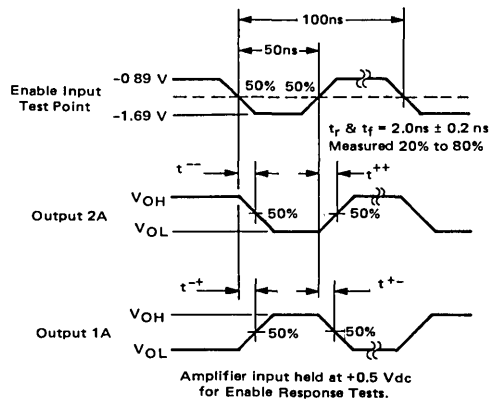 100ns
50ns
Enable Input
Test Point
-0 89 V
50% 50%
-1.69 V
tr & tf = 2.0ns ± 0.2 ns
Measured 20% to 80%
t--
t++
Output 2A
VOH
VOL
50%
50%
t-+
t+-
Output 1A
VOH
VOL
50%
50%
Amplifier input held at +0.5 Vdc
for Enable Response Tests.